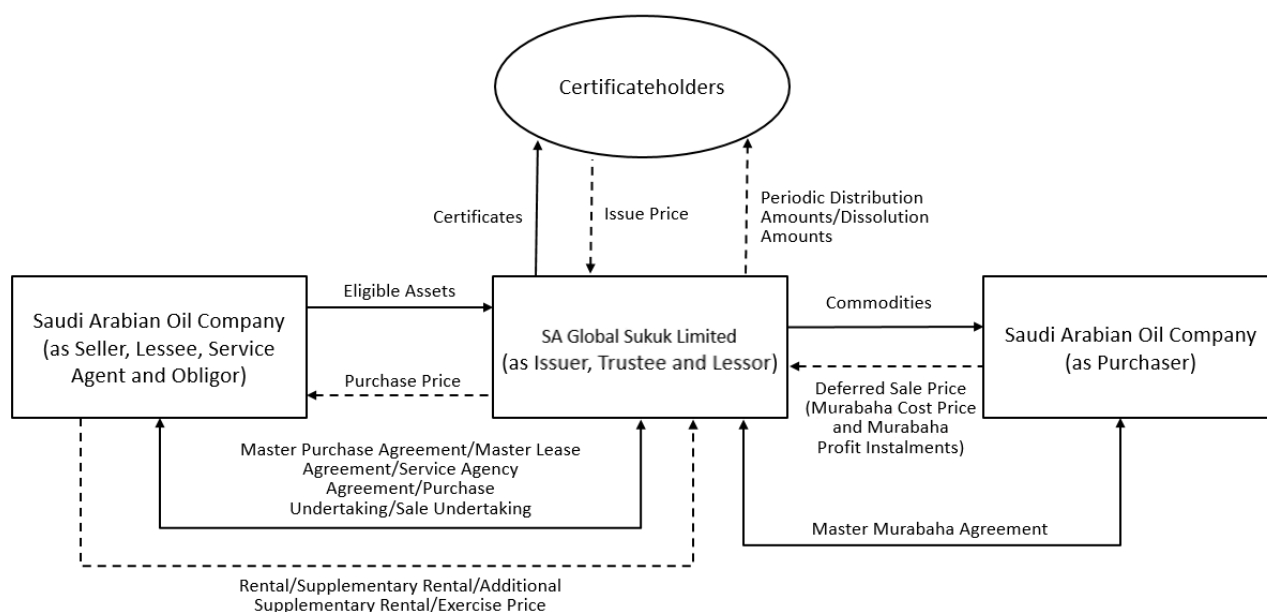 Certificateholders
Certificates
Issue Price
Periodic Distribution
Amounts/Dissolution
Amounts
Saudi Arabian Oil Company
(as Seller, Lessee, Service
Agent and Obligor)
Eligible Assets
Purchase Price
SA Global Sukuk Limited
(as Issuer, Trustee and Lessor)
Commodities
Deferred Sale Price
(Murabaha Cost Price
and Murabaha
Profit Instalments)
Saudi Arabian Oil Company
(as Purchaser)
Master Purchase Agreement/Master Lease
Agreement/Service Agency
Agreement/Purchase
Undertaking/Sale Undertaking
Master Murabaha Agreement
Rental/Supplementary Rental/Additional
Supplementary Rental/Exercise Price